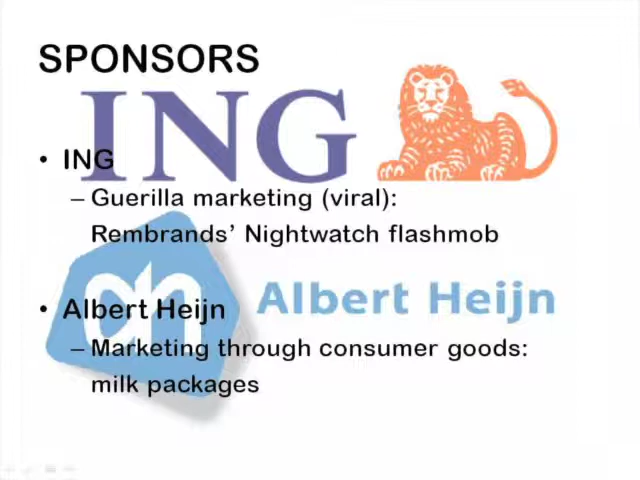 SPONSORS
ING
• ING
– Guerilla marketing (viral):
Rembrands’ Nightwatch flashmob
Albert Heijn
• Albert Heijn
– Marketing through consumer goods:
milk packages